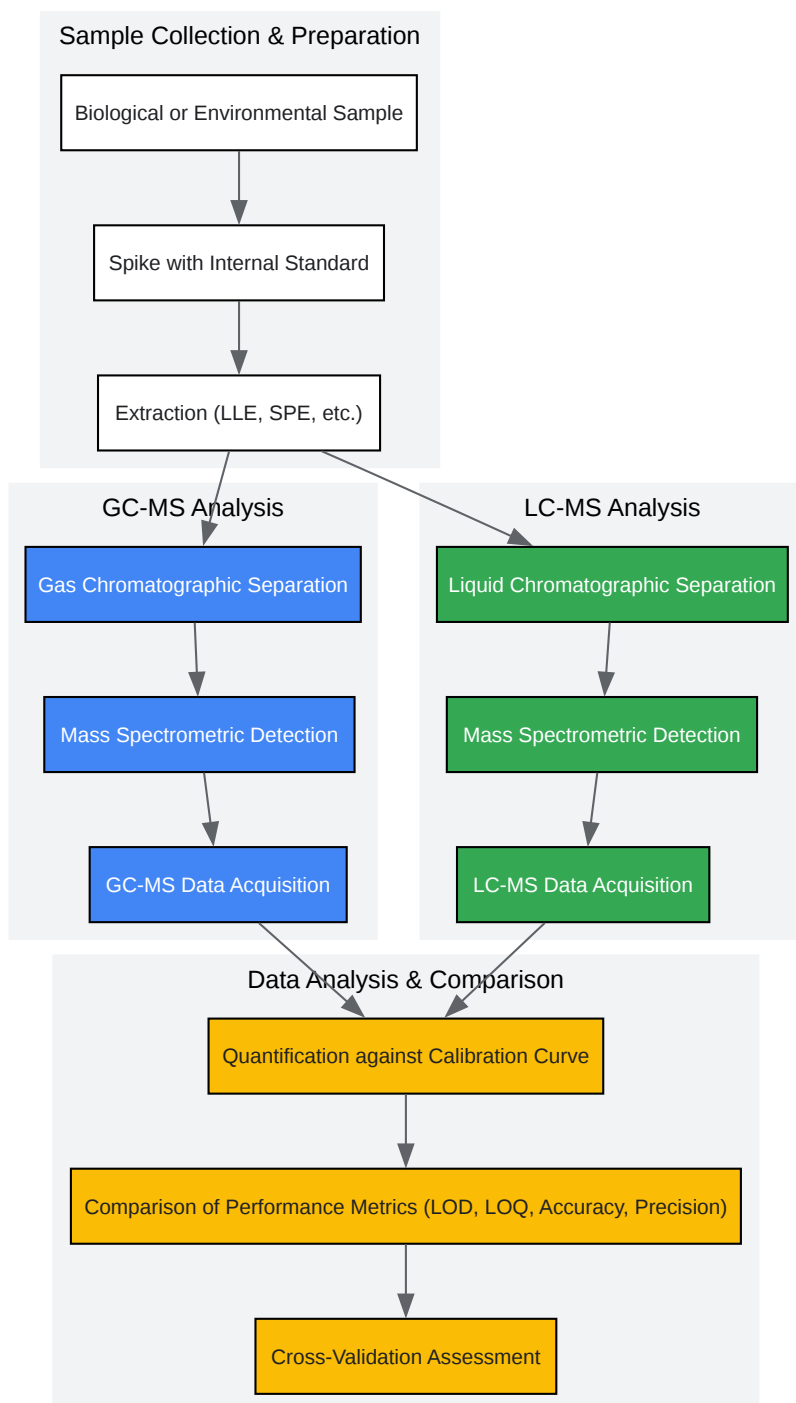 Sample Collection & Preparation
Biological or Environmental Sample
Spike with Internal Standard
Extraction (LLE, SPE, etc.)
GC-MS Analysis
Gas Chromatographic Separation
Mass Spectrometric Detection
GC-MS Data Acquisition
LC-MS Analysis
Liquid Chromatographic Separation
Mass Spectrometric Detection
LC-MS Data Acquisition
Data Analysis & Comparison
Quantification against Calibration Curve
Comparison of Performance Metrics (LOD, LOQ, Accuracy, Precision)
Cross-Validation Assessment